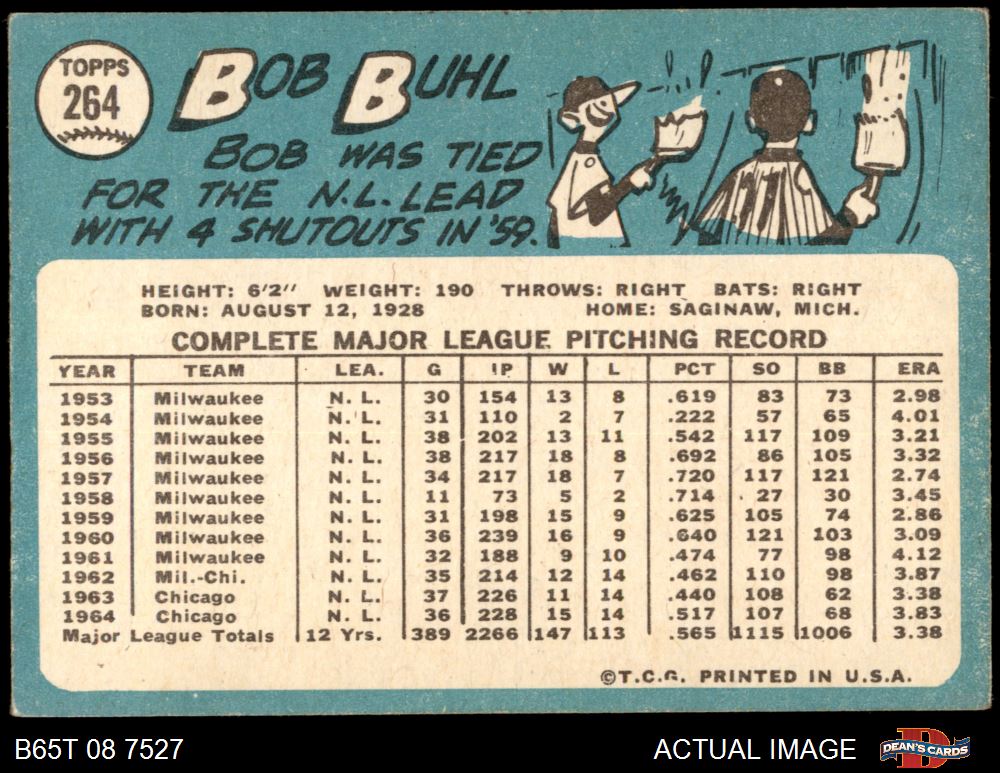 TOPPS
264
BOB BUHL
BOB WAS TIED
FOR THE N.L. LEAD
WITH 4 SHUTOUTS IN '59.
HEIGHT: 6'2" WEIGHT: 190 THROWS: RIGHT BATS: RIGHT
BORN: AUGUST 12, 1928 HOME: SAGINAW, MICH.
COMPLETE MAJOR LEAGUE PITCHING RECORD
YEAR TEAM LEA. G IP W L PCT SO BB ERA
1953 Milwaukee N. L. 30 154 13 8 .619 83 73 2.98
1954 Milwaukee N. L. 31 110 2 7 .222 57 65 4.01
1955 Milwaukee N. L. 38 202 13 11 .542 117 109 3.21
1956 Milwaukee N. L. 38 217 18 8 .692 86 105 3.32
1957 Milwaukee N. L. 34 217 18 7 .720 117 121 2.74
1958 Milwaukee N. L. 11 73 5 2 .714 27 30 3.45
1959 Milwaukee N. L. 31 198 15 9 .625 105 74 2.86
1960 Milwaukee N. L. 36 239 16 9 .640 121 103 3.09
1961 Milwaukee N. L. 32 188 9 10 .474 77 98 4.12
1962 Mil.-Chi. N. L. 35 214 12 14 .462 110 98 3.87
1963 Chicago N. L. 37 226 11 14 .440 108 62 3.38
1964 Chicago N. L. 36 228 15 14 .517 107 68 3.83
Major League Totals 12 Yrs. 389 2266 147 113 .565 1115 1006 3.38
©T.C.G. PRINTED IN U.S.A.
B65T 08 7527 ACTUAL IMAGE DEAN'S CARDS